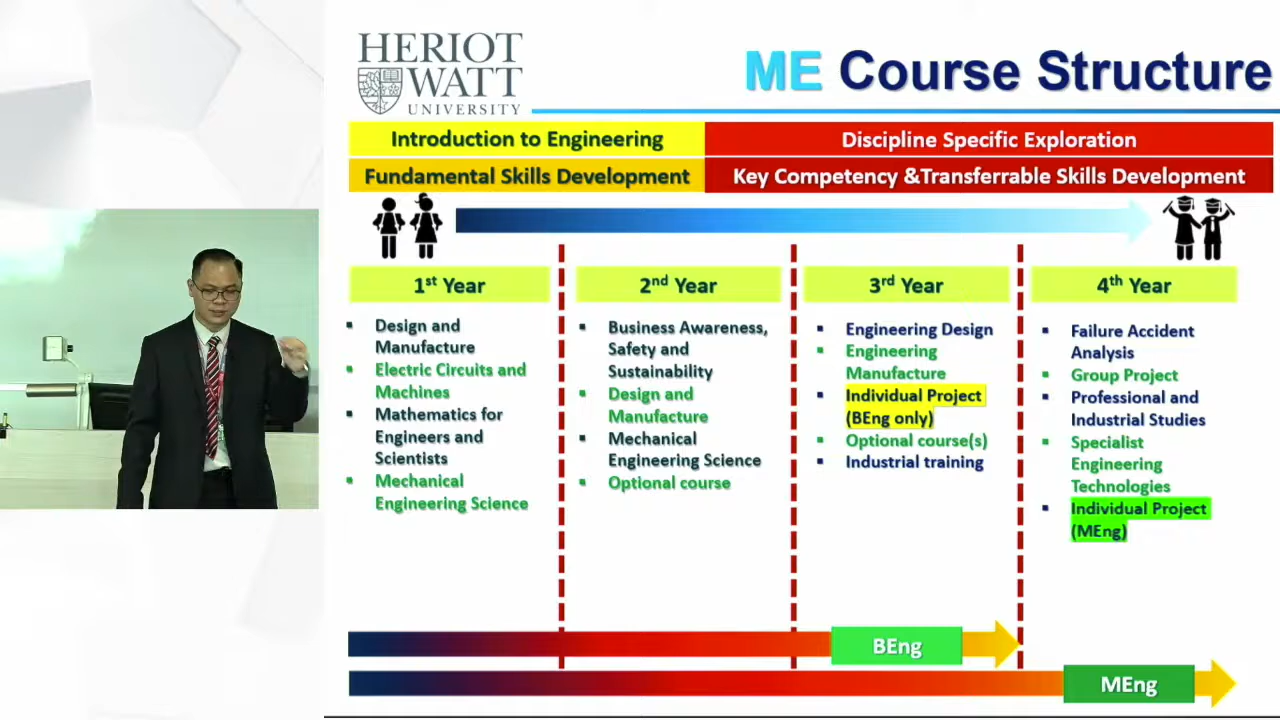 HERIOT
WATT
UNIVERSITY
ME Course Structure
Introduction to Engineering
Discipline Specific Exploration
Fundamental Skills Development
Key Competency &Transferrable Skills Development
1st Year
2nd Year
3rd Year
4th Year
Design and
Manufacture
Electric Circuits and
Machines
Mathematics for
Engineers and
Scientists
Mechanical
Engineering Science
Business Awareness,
Safety and
Sustainability
Design and
Manufacture
Mechanical
Engineering Science
Optional course
Engineering Design
Engineering
Manufacture
Individual Project
(BEng only)
Optional course(s)
Industrial training
Failure Accident
Analysis
Group Project
Professional and
Industrial Studies
Specialist
Engineering
Technologies
Individual Project
(MEng)
BEng
MEng